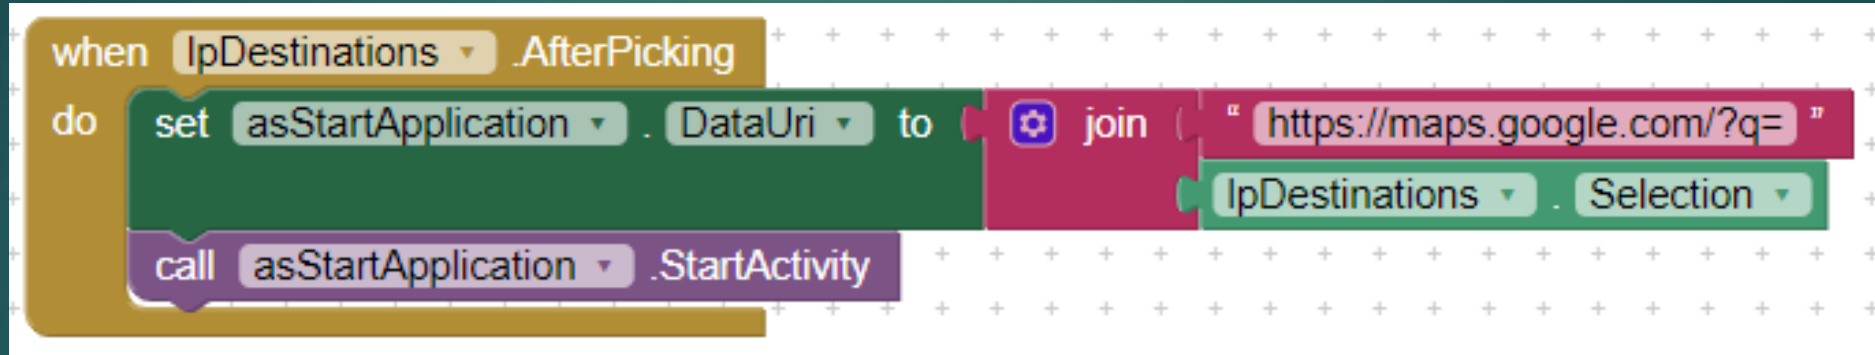 when lpDestinations .AfterPicking
do set asStartApplication . DataUri to join “ https://maps.google.com/?q= ”
lpDestinations . Selection
call asStartApplication .StartActivity